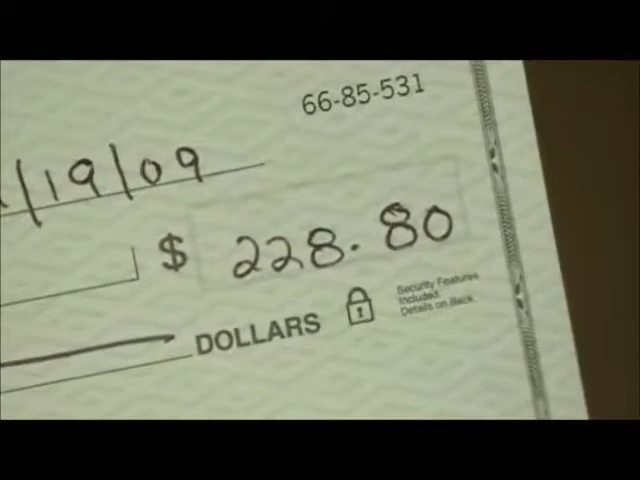 66-85-531
/19/09
$ 228.80
DOLLARS
Security Features
Included
Details on Back